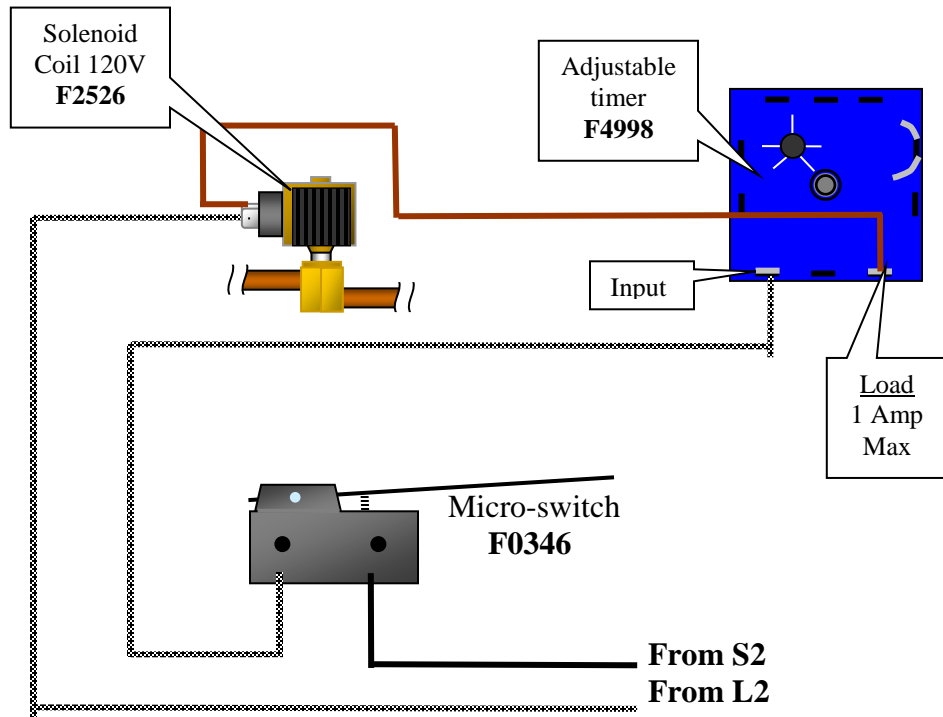 Solenoid
Coil 120V
F2526
Adjustable
timer
F4998
Input
Load
1 Amp
Max
Micro-switch
F0346
From S2
From L2